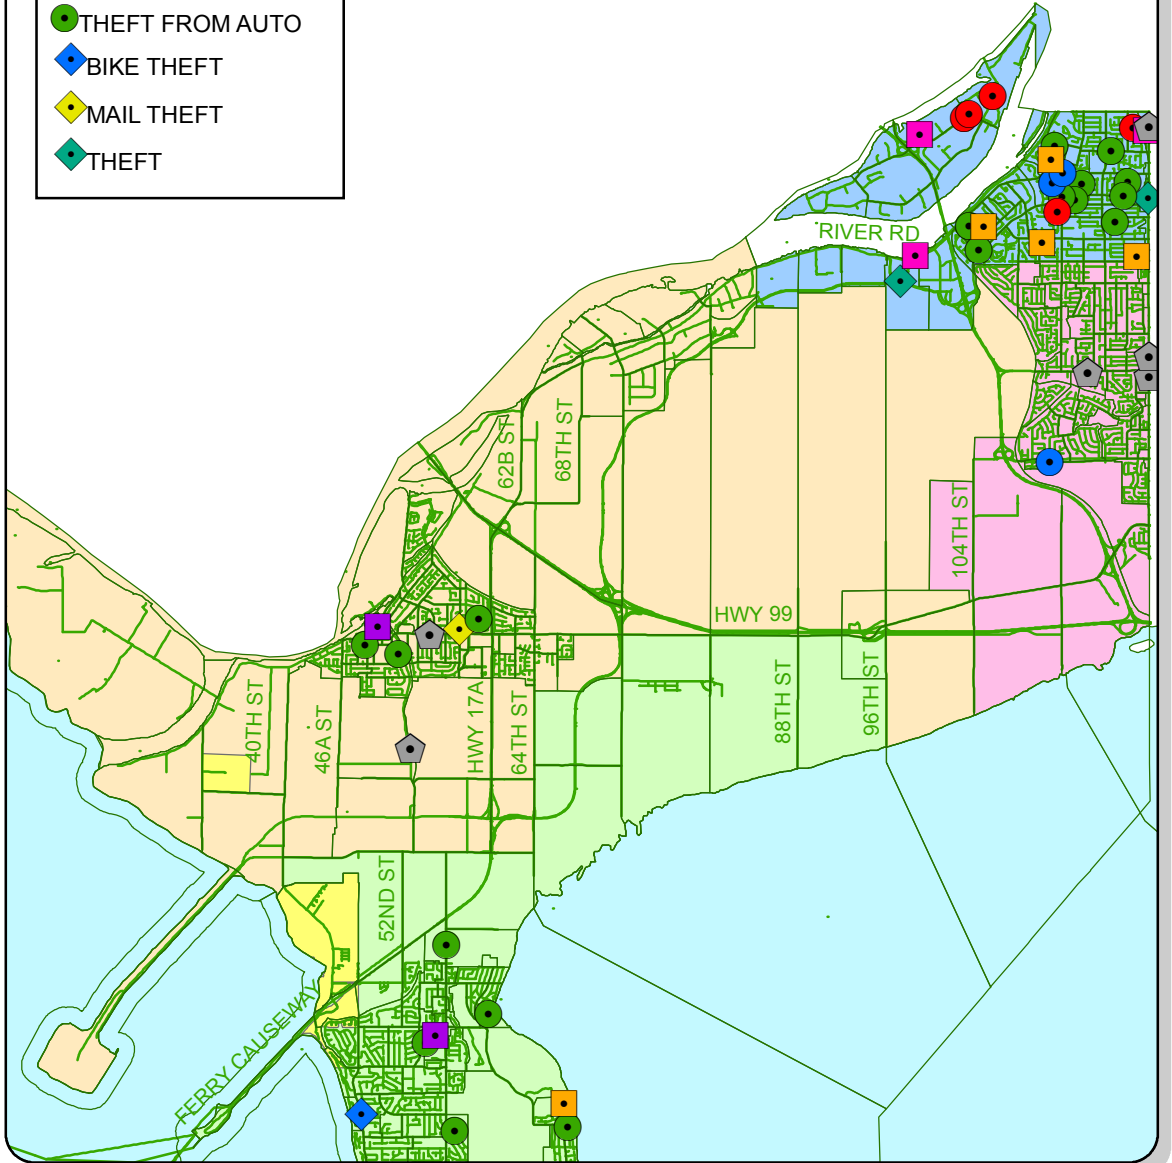 THEFT FROM AUTO
BIKE THEFT
MAIL THEFT
THEFT
RIVER RD
62B ST
68TH ST
104TH ST
HWY 99
40TH ST
46A ST
HWY 17A
64TH ST
88TH ST
96TH ST
52ND ST
FERRY CAUSEWAY